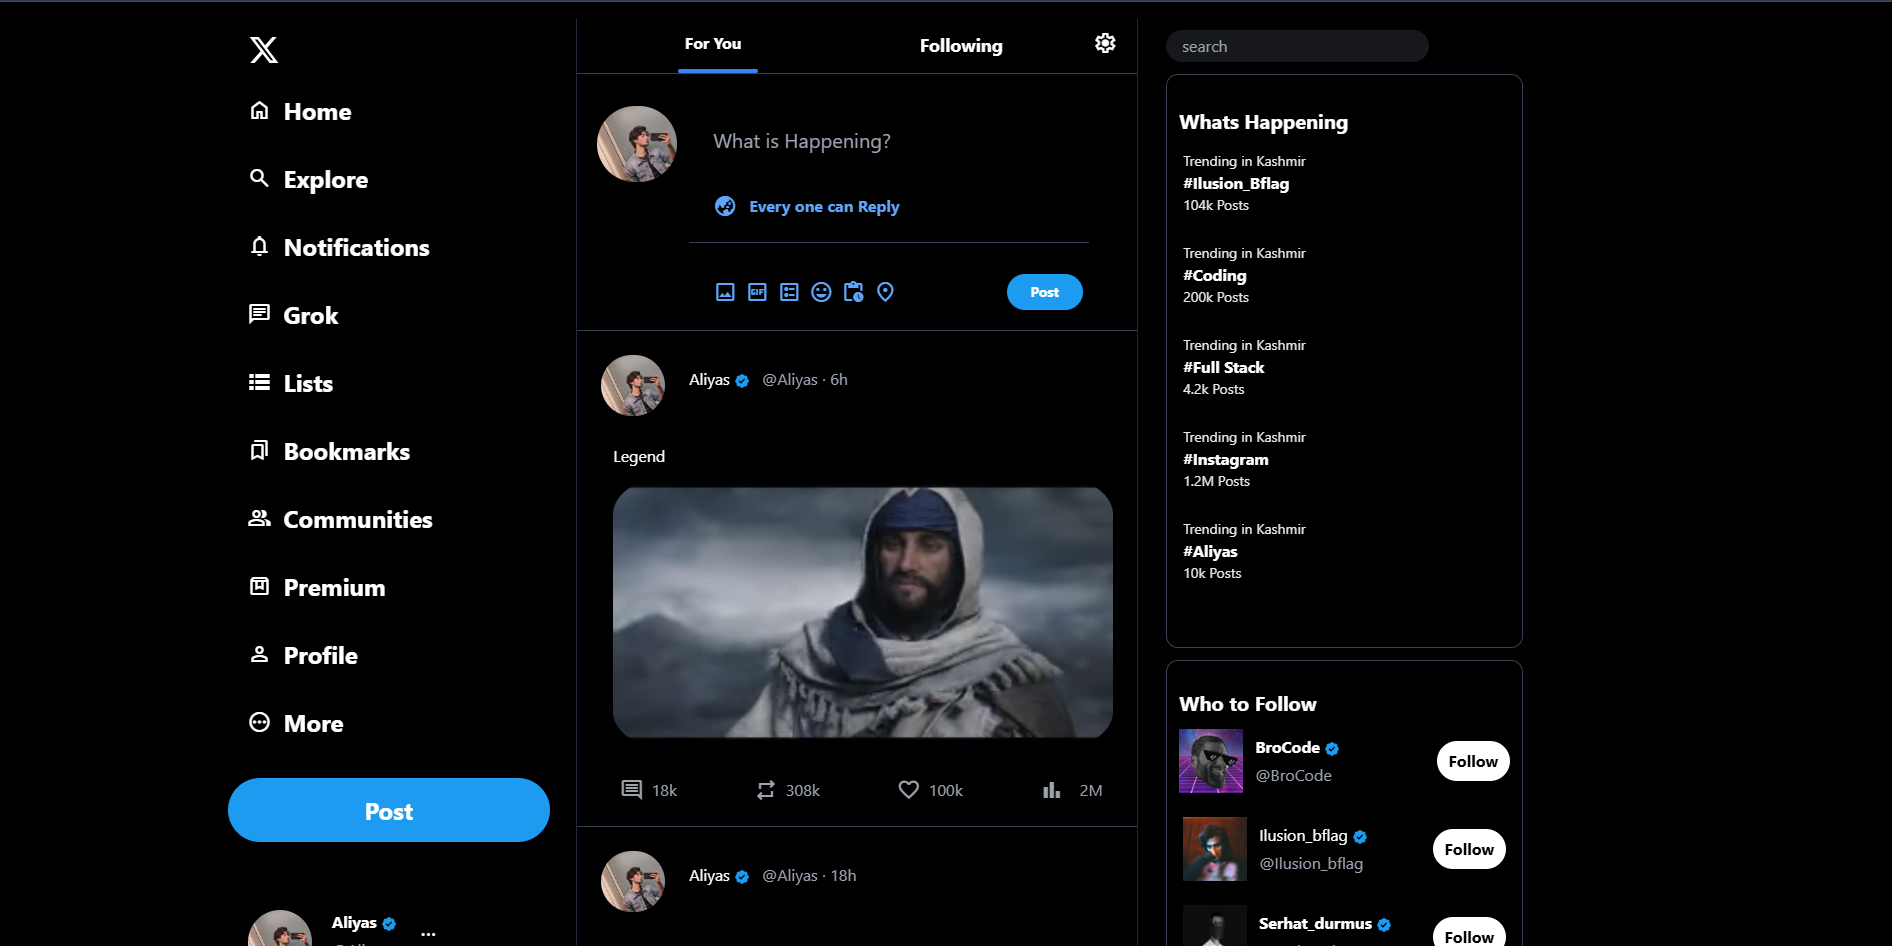 Home
Explore
Notifications
Grok
Lists
Bookmarks
Communities
Premium
Profile
More
Post
Aliyas
...
For You
Following
What is Happening?
Every one can Reply
GIF
Post
Aliyas @Aliyas · 6h
Legend
18k 308k 100k 2M
Aliyas @Aliyas · 18h
search
Whats Happening
Trending in Kashmir
#Ilusion_Bflag
104k Posts
Trending in Kashmir
#Coding
200k Posts
Trending in Kashmir
#Full Stack
4.2k Posts
Trending in Kashmir
#Instagram
1.2M Posts
Trending in Kashmir
#Aliyas
10k Posts
Who to Follow
BroCode
@BroCode
Follow
Ilusion_bflag
@Ilusion_bflag
Follow
Serhat_durmus
Follow